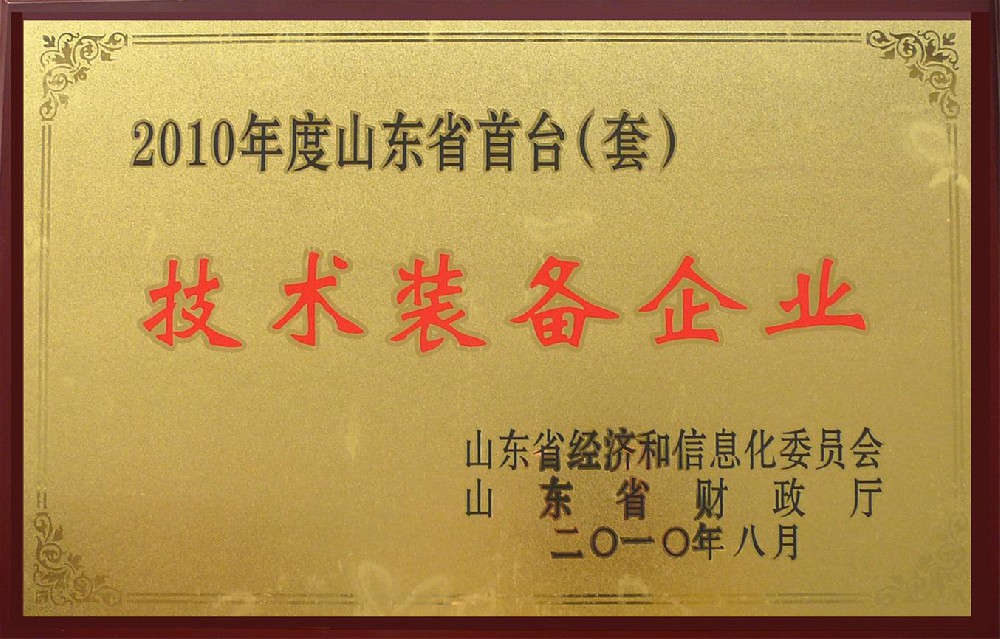 2010年度山东省首台(套)
技术装备企业
山东省经济和信息化委员会
山东省财政厅
二〇一〇年八月